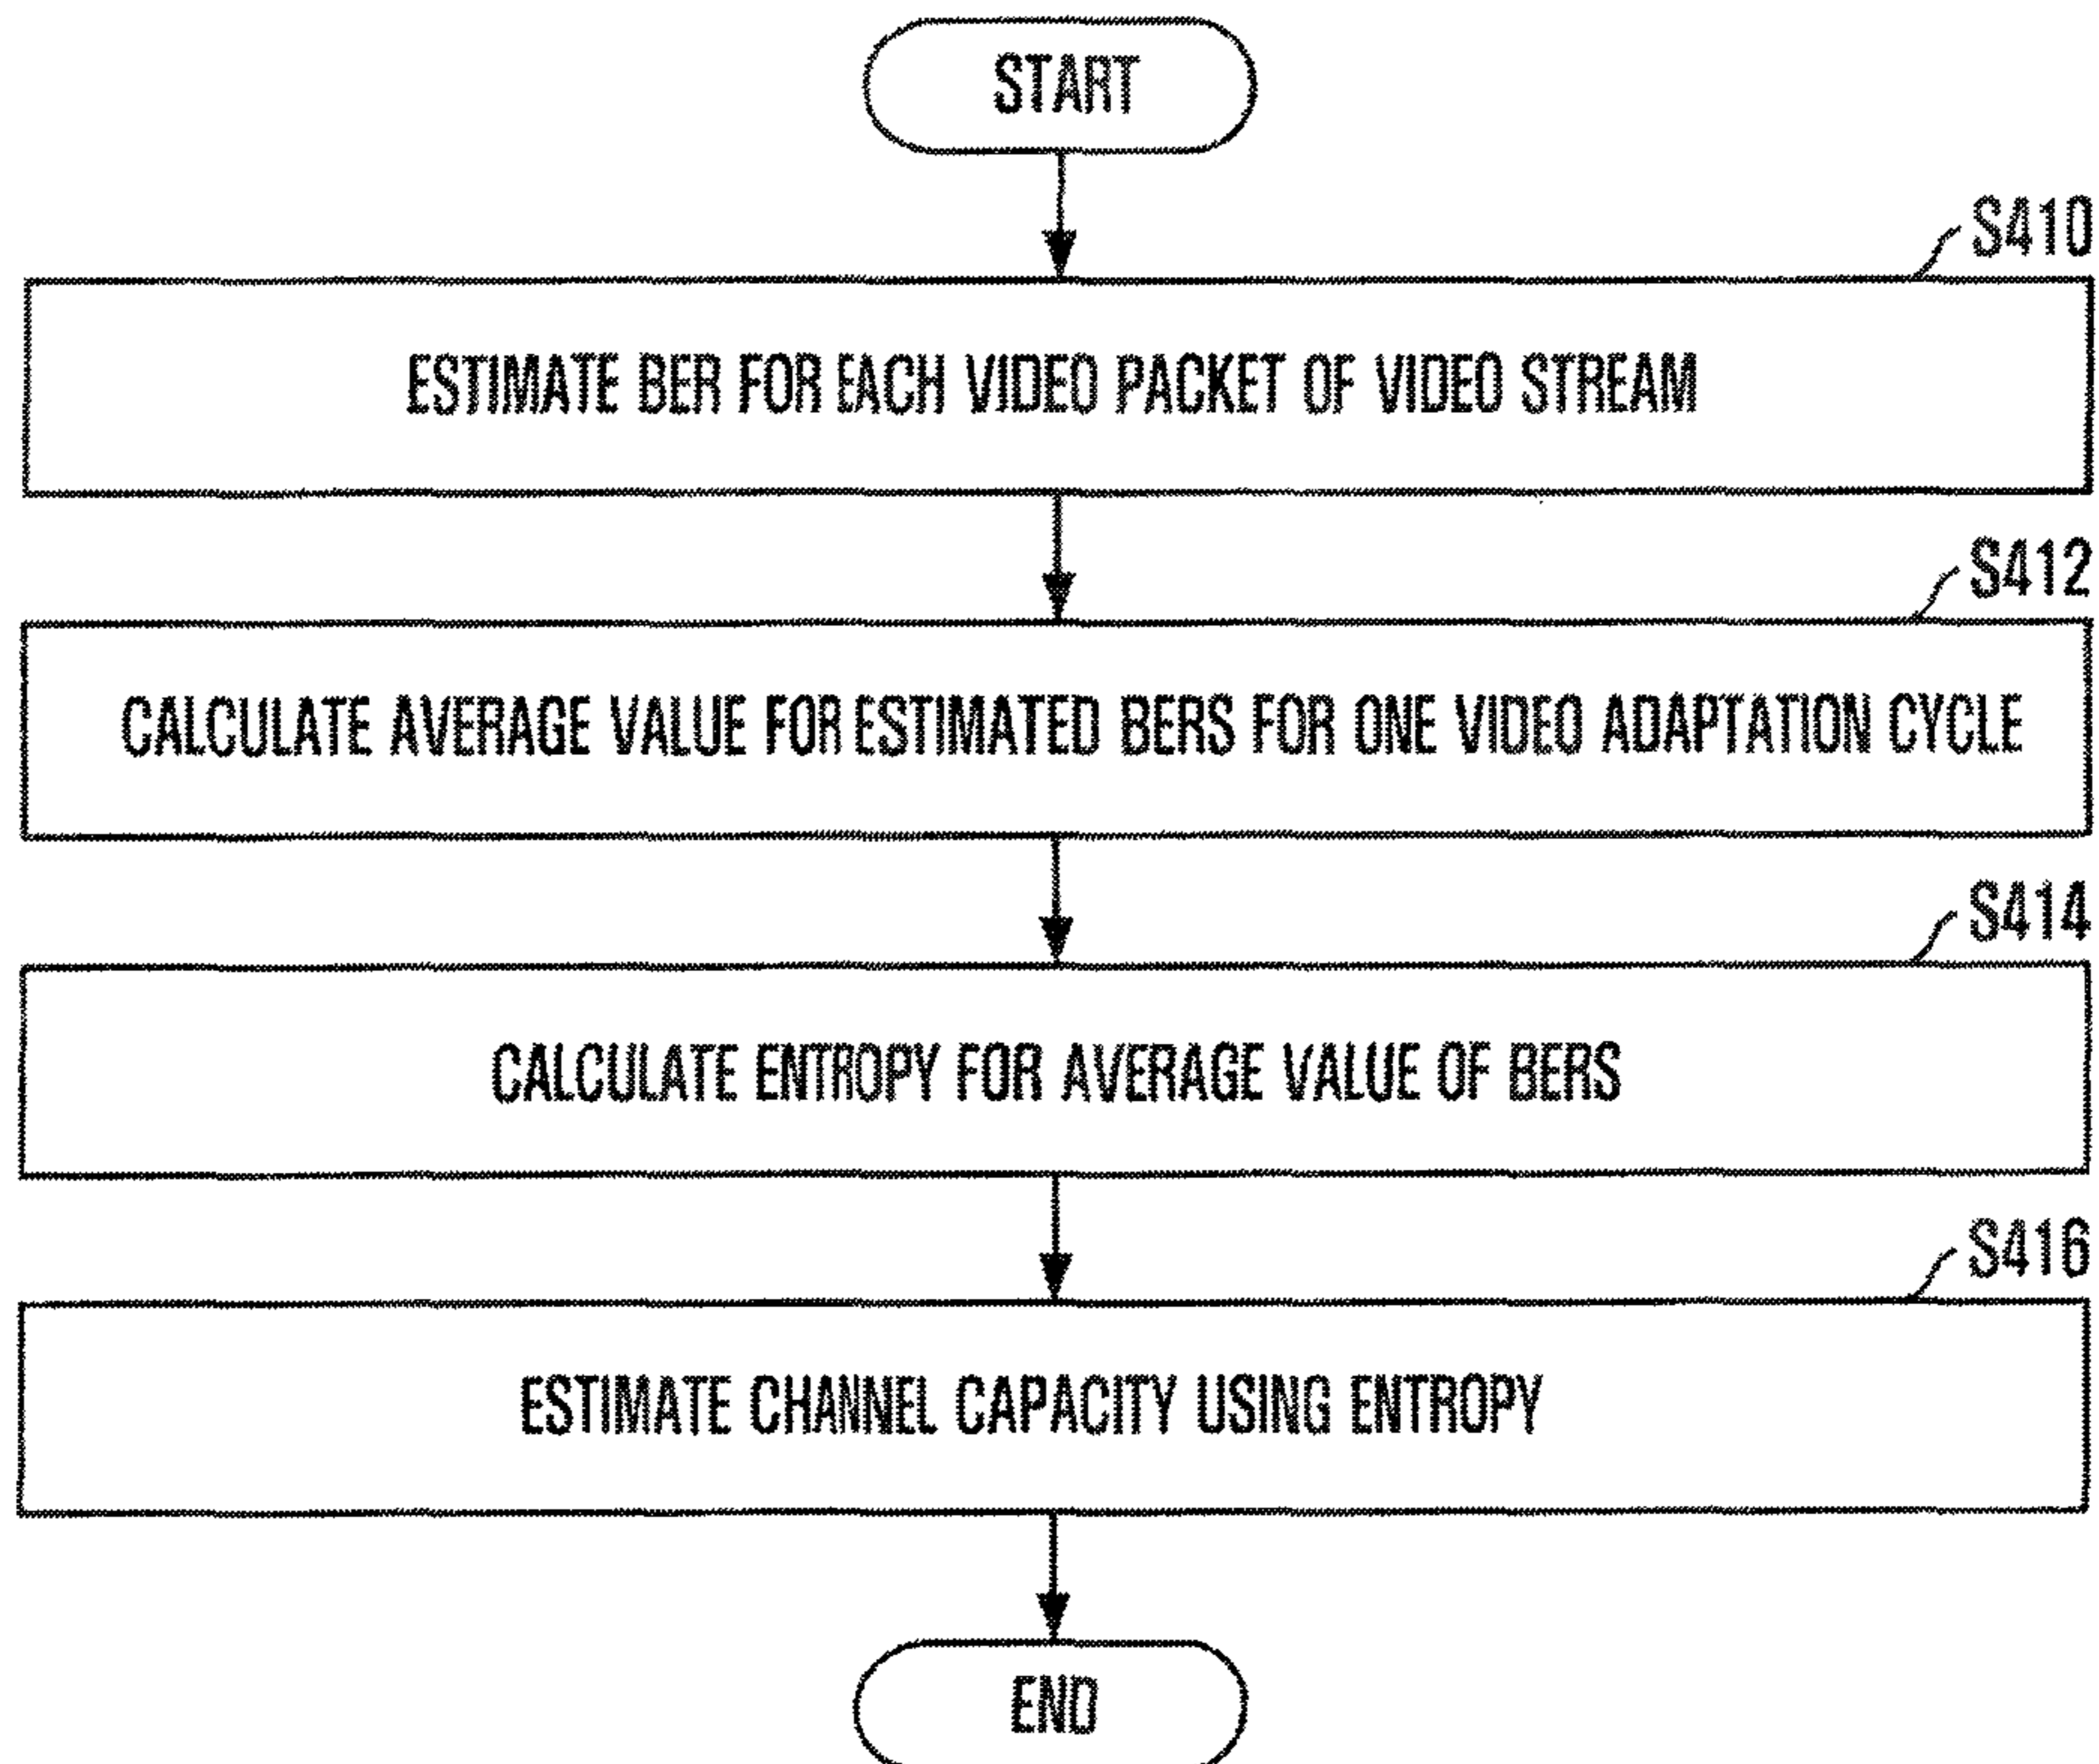 START
S410
ESTIMATE BER FOR EACH VIDEO PACKET OF VIDEO STREAM
S412
CALCULATE AVERAGE VALUE FOR ESTIMATED BERS FOR ONE VIDEO ADAPTATION CYCLE
S414
CALCULATE ENTROPY FOR AVERAGE VALUE OF BERS
S416
ESTIMATE CHANNEL CAPACITY USING ENTROPY
END